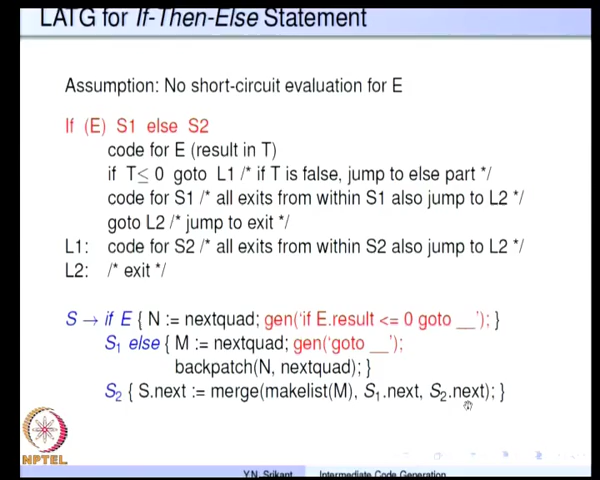 LATG for If-Then-Else Statement
Assumption: No short-circuit evaluation for E
If (E) S1 else S2
code for E (result in T)
if T≤ 0 goto L1 /* if T is false, jump to else part */
code for S1 /* all exits from within S1 also jump to L2 */
goto L2 /* jump to exit */
L1: code for S2 /* all exits from within S2 also jump to L2 */
L2: /* exit */
S → if E { N := nextquad; gen('if E.result <= 0 goto __'); }
S₁ else { M := nextquad; gen('goto __');
backpatch(N, nextquad); }
S₂ { S.next := merge(makelist(M), S₁.next, S₂.next); }
NPTEL
Y.N. Srikant Intermediate Code Generation